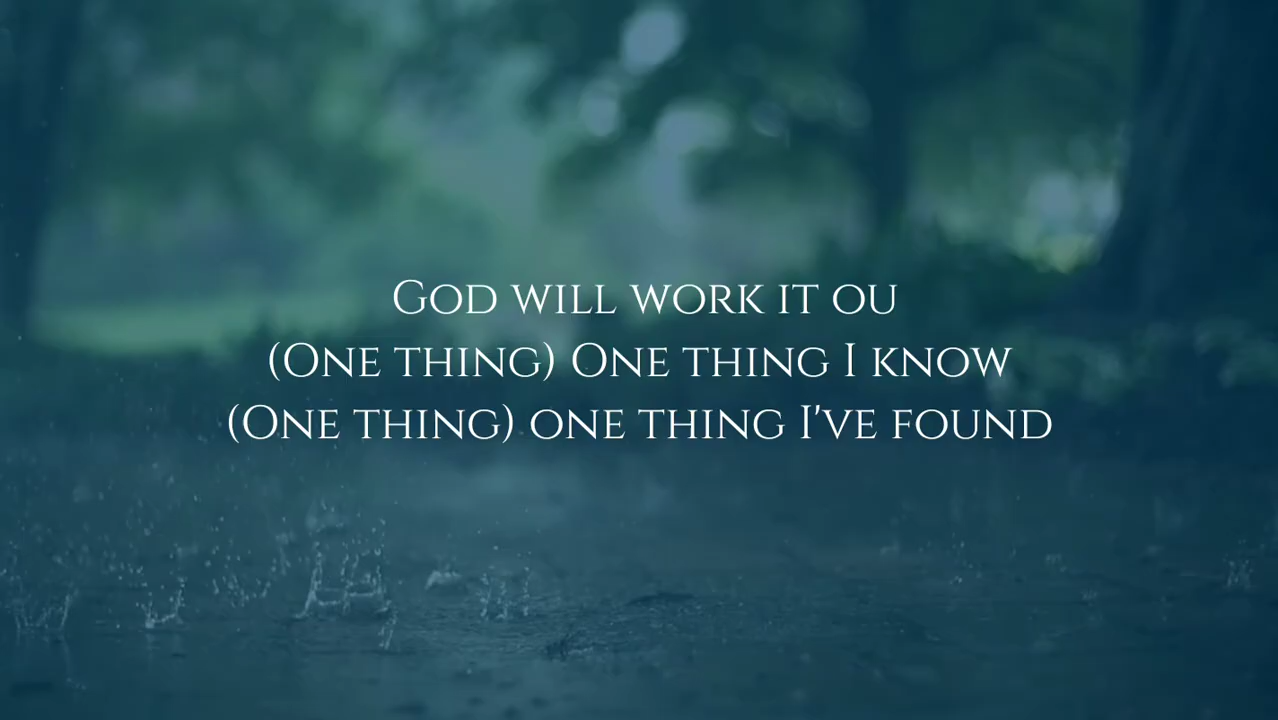 God will work it ou
(One thing) One thing I know
(One thing) one thing I've found